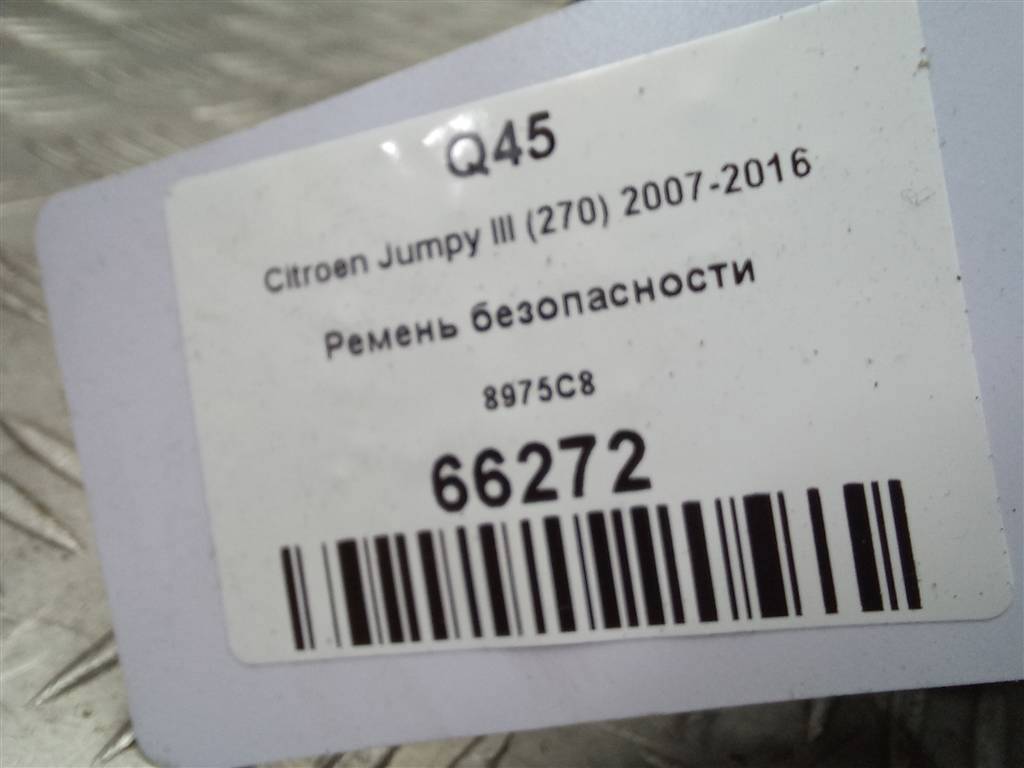 Q45
Citroen Jumpy III (270) 2007-2016
Ремень безопасности
8975C8
66272